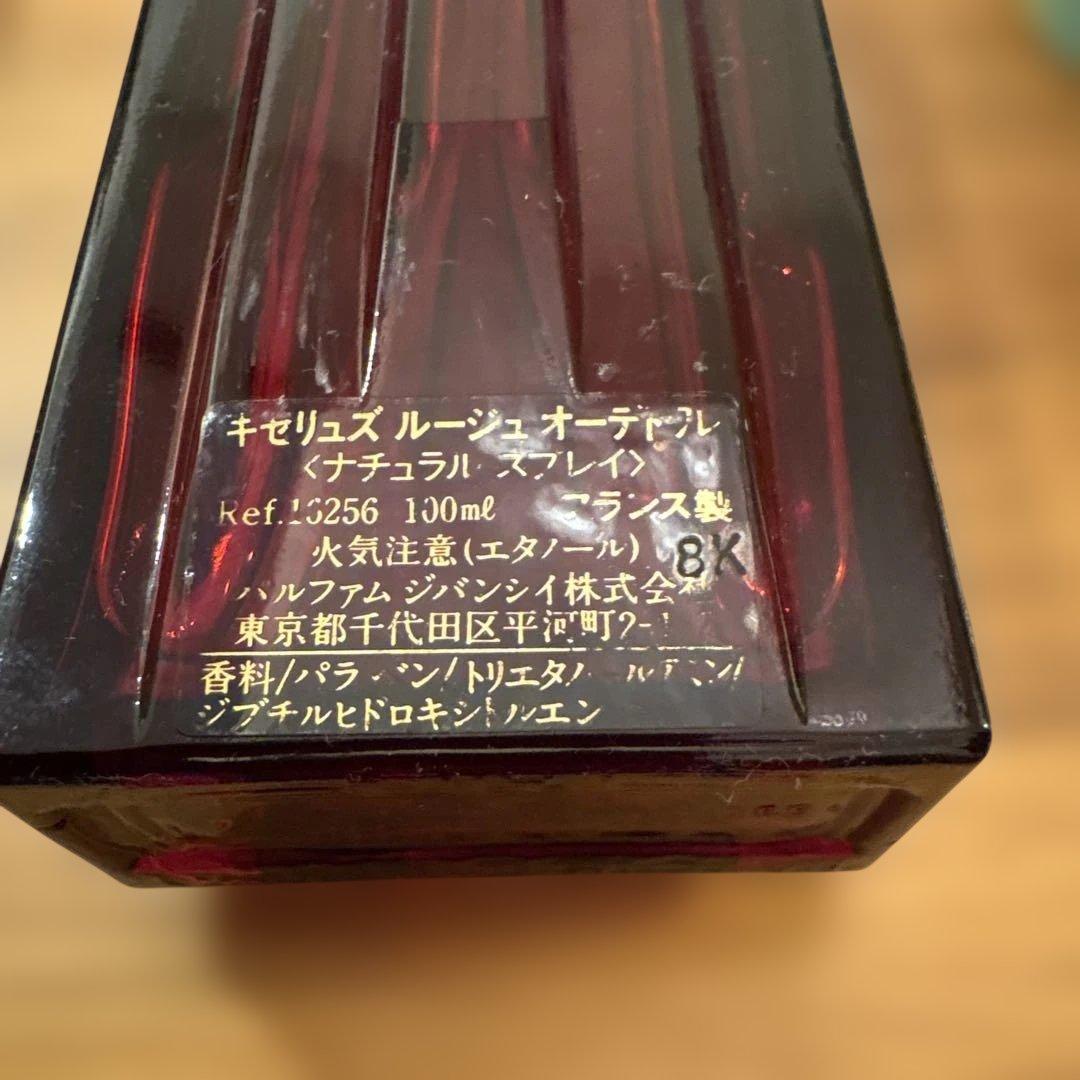 キセリュズ ルージュ オーデトワレ
〈ナチュラル スプレイ〉
Ref.16256 100ml フランス製
火気注意(エタノール) 8K
パルファム ジバンシイ株式会社
東京都千代田区平河町2-1
香料/パラベン/トリエタノールアミン/
ジブチルヒドロキシトルエン